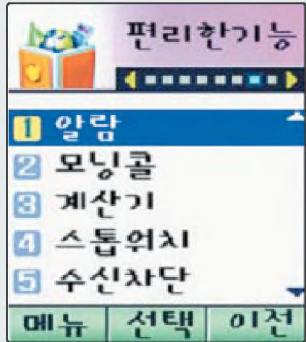 편리한기능
1 알람
2 모닝콜
3 계산기
4 스톱워치
5 수신차단
메뉴 선택 이전